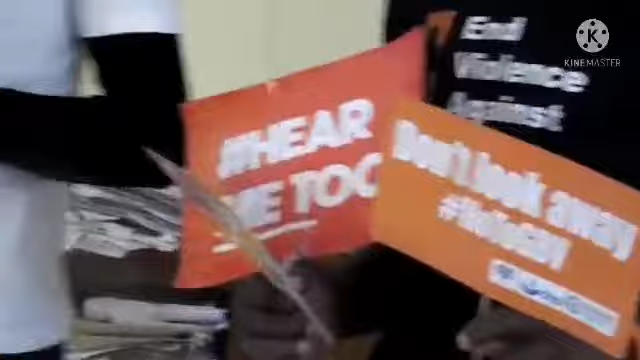 End
Violence
Against
KINEMASTER
#HEAR
ME TOO
Don't look away